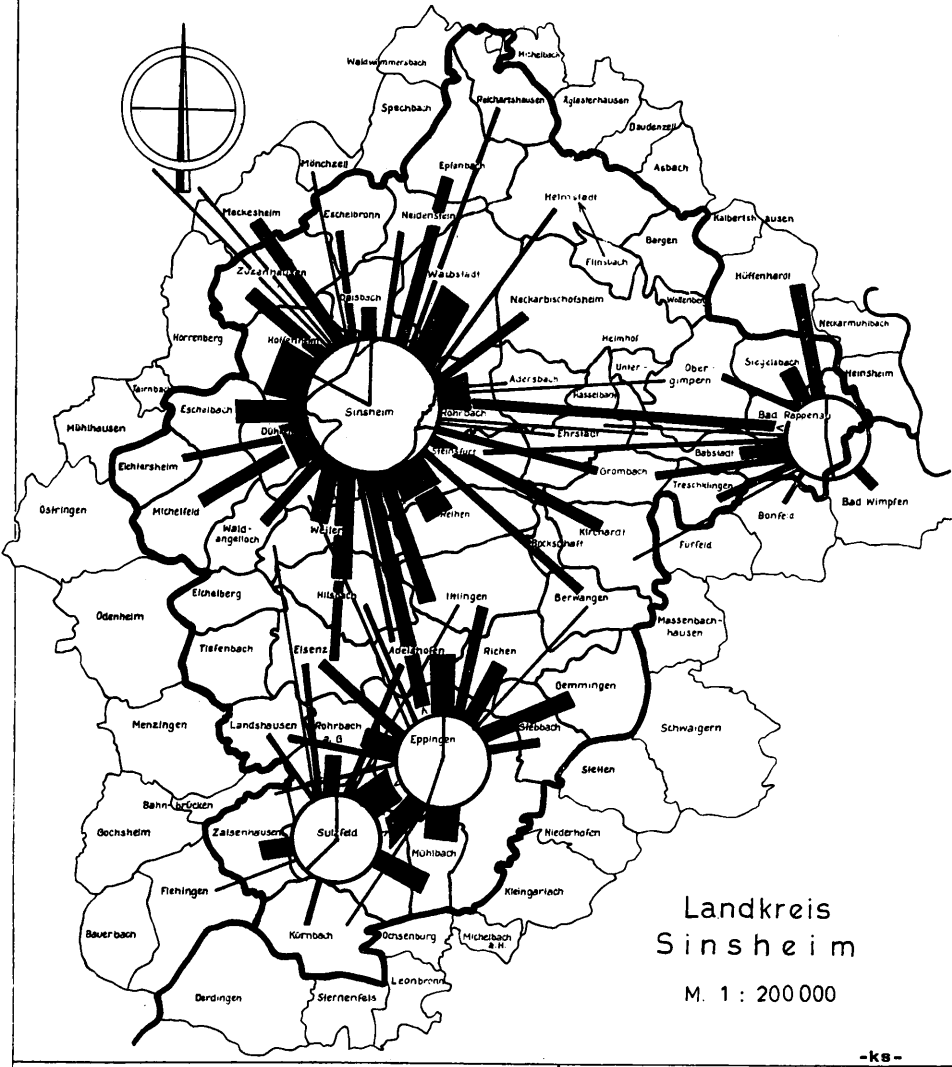 Waldwimmersbach
Michelbach
Reichartshausen
Aglasterhausen
Spechbach
Daudenzell
Mönchzell
Epfenbach
Asbach
Helmstadt
Meckesheim
Eschelbronn
Neidenstein
Kalbertshausen
Bargen
Flinsbach
Zuzenhausen
Waibstadt
Hüffenhardt
Daisbach
Neckarbischofsheim
Wollenberg
Neckarmühlbach
Horrenberg
Hoffenheim
Helmhof
Unter-
Ober-
gimpern
Siegelsbach
Heinsheim
Tairnbach
Adersbach
Hasselbach
Eschelbach
Sinsheim
Rohrbach
Bad Rappenau
Mühlhausen
Dühren
Ehrstädt
Steinsfurt
Babstadt
Eichtersheim
Grombach
Treschklingen
Östringen
Michelfeld
Bad Wimpfen
Reihen
Bonfeld
Wald-
angelloch
Weiler
Kirchardt
Bockschaft
Fürfeld
Eichelberg
Hilsbach
Ittlingen
Berwangen
Odenheim
Massenbach-
hausen
Tiefenbach
Elsenz
Adelshofen
Richen
Gemmingen
Menzingen
Landshausen
Rohrbach
a. G
Eppingen
Stebbach
Schwaigern
Stetten
Bahn-brücken
Gochsheim
Zaisenhausen
Sulzfeld
Niederhofen
Mühlbach
Flehingen
Kleingartach
Bauerbach
Kürnbach
Ochsenburg
Michelbach
a.H.
Leonbronn
Derdingen
Sternenfels
Landkreis
Sinsheim
M. 1 : 200 000
-ks-